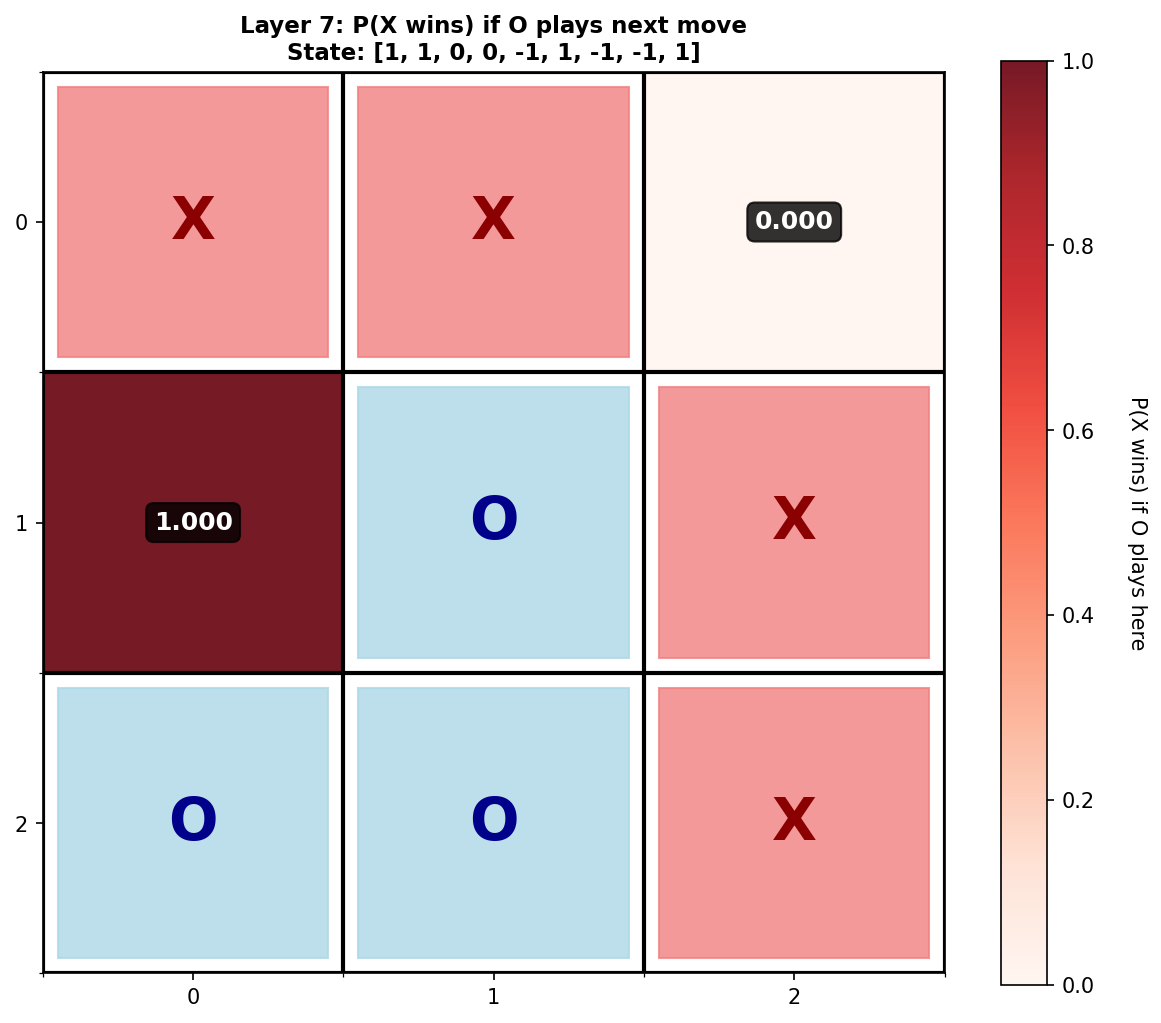 Layer 7: P(X wins) if O plays next move
State: [1, 1, 0, 0, -1, 1, -1, -1, 1]
0
X
X
0.000
1
1.000
O
X
2
O
O
X
0
1
2
1.0
0.8
0.6
0.4
0.2
0.0
P(X wins) if O plays here